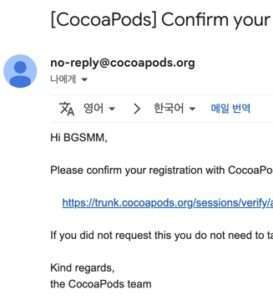 [CocoaPods] Confirm your
no-reply@cocoapods.org
나에게
영어 > 한국어 메일 번역
Hi BGSMM,
Please confirm your registration with CocoaPo
https://trunk.cocoapods.org/sessions/verify/a
If you did not request this you do not need to ta
Kind regards,
the CocoaPods team